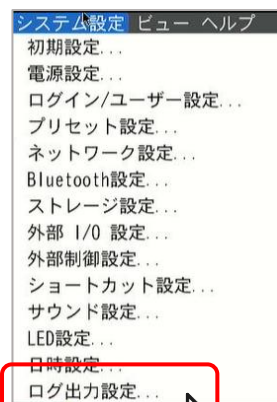 システム設定 ビュー ヘルプ
初期設定...
電源設定...
ログイン/ユーザー設定...
プリセット設定...
ネットワーク設定...
Bluetooth設定...
ストレージ設定...
外部 I/O 設定...
外部制御設定...
ショートカット設定...
サウンド設定...
LED設定...
日時設定...
ログ出力設定...